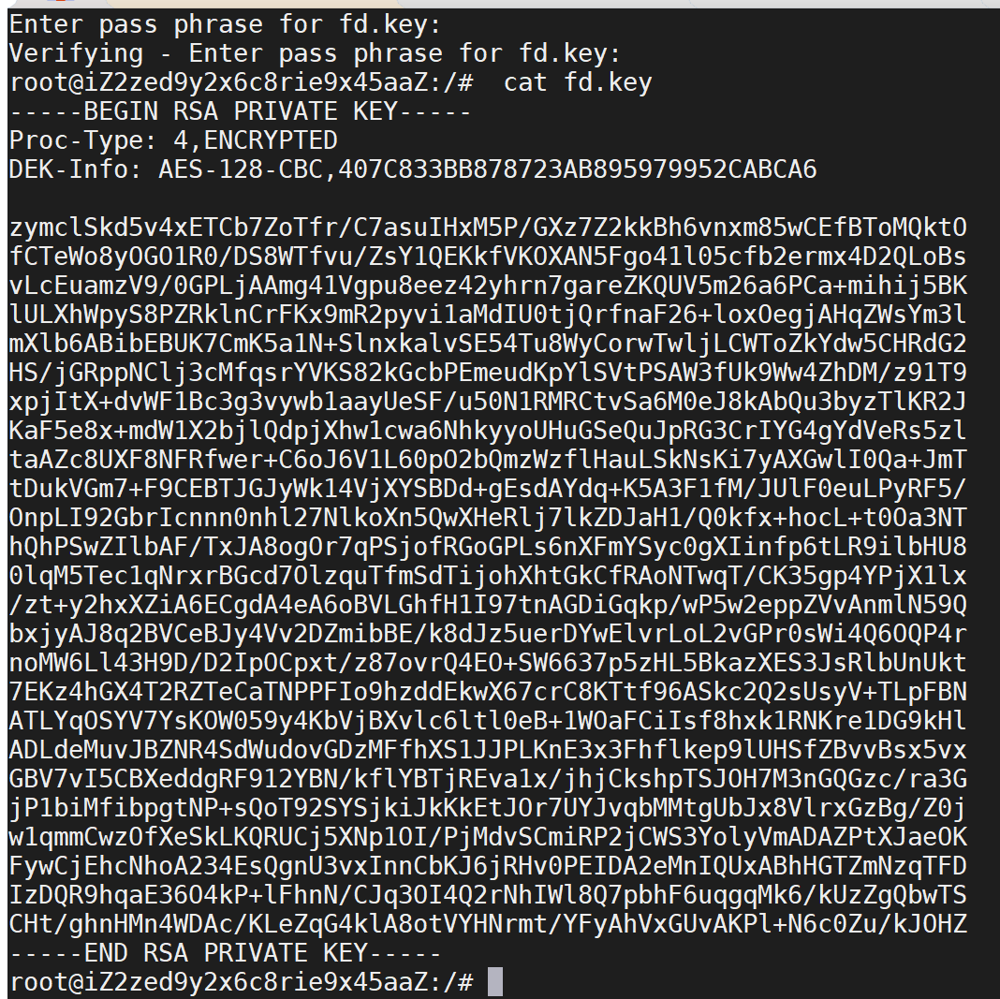 Enter pass phrase for fd.key:
Verifying - Enter pass phrase for fd.key:
root@iZ2zed9y2x6c8rie9x45aaZ:/#  cat fd.key
-----BEGIN RSA PRIVATE KEY-----
Proc-Type: 4,ENCRYPTED
DEK-Info: AES-128-CBC,407C833BB878723AB895979952CABCA6

zymclSkd5v4xETCb7ZoTfr/C7asuIHxM5P/GXz7Z2kkBh6vnxm85wCEfBToMQktO
fCTeWo8yOGO1R0/DS8WTfvu/ZsY1QEKkfVKOXAN5Fgo41l05cfb2ermx4D2QLoBs
vLcEuamzV9/0GPLjAAmg41Vgpu8eez42yhrn7gareZKQUV5m26a6PCa+mihij5BK
lULXhWpyS8PZRklnCrFKx9mR2pyvi1aMdIU0tjQrfnaF26+loxOegjAHqZWsYm3l
mXlb6ABibEBUK7CmK5a1N+SlnxkalvSE54Tu8WyCorwTwljLCWToZkYdw5CHRdG2
HS/jGRppNClj3cMfqsrYVKS82kGcbPEmeudKpYlSVtPSAW3fUk9Ww4ZhDM/z91T9
xpjItX+dvWF1Bc3g3vywb1aayUeSF/u50N1RMRCtvSa6M0eJ8kAbQu3byzTlKR2J
KaF5e8x+mdW1X2bjlQdpjXhw1cwa6NhkyyoUHuGSeQuJpRG3CrIYG4gYdVeRs5zl
taAZc8UXF8NFRfwer+C6oJ6V1L60pO2bQmzWzflHauLSkNsKi7yAXGwlI0Qa+JmT
tDukVGm7+F9CEBTJGJyWk14VjXYSBDd+gEsdAYdq+K5A3F1fM/JUlF0euLPyRF5/
OnpLI92GbrIcnnn0nhl27NlkoXn5QwXHeRlj7lkZDJaH1/Q0kfx+hocL+t0Oa3NT
hQhPSwZIlbAF/TxJA8ogOr7qPSjofRGoGPLs6nXFmYSyc0gXIinfp6tLR9ilbHU8
0lqM5Tec1qNrxrBGcd7OlzquTfmSdTijohXhtGkCfRAoNTwqT/CK35gp4YPjX1lx
/zt+y2hxXZiA6ECgdA4eA6oBVLGhfH1I97tnAGDiGqkp/wP5w2eppZVvAnmlN59Q
bxjyAJ8q2BVCeBJy4Vv2DZmibBE/k8dJz5uerDYwElvrLoL2vGPr0sWi4Q6OQP4r
noMW6Ll43H9D/D2IpOCpxt/z87ovrQ4EO+SW6637p5zHL5BkazXES3JsRlbUnUkt
7EKz4hGX4T2RZTeCaTNPPFIo9hzddEkwX67crC8KTtf96ASkc2Q2sUsyV+TLpFBN
ATLYqOSYV7YsKOW059y4KbVjBXvlc6ltl0eB+1WOaFCiIsf8hxk1RNKre1DG9kHl
ADLdeMuvJBZNR4SdWudovGDzMFfhXS1JJPLKnE3x3Fhflkep9lUHSfZBvvBsx5vx
GBV7vI5CBXeddgRF912YBN/kflYBTjREva1x/jhjCkshpTSJOH7M3nGQGzc/ra3G
jP1biMfibpgtNP+sQoT92SYSjkiJkKkEtJOr7UYJvqbMMtgUbJx8VlrxGzBg/Z0j
w1qmmCwzOfXeSkLKQRUCj5XNp1OI/PjMdvSCmiRP2jCWS3YolyVmADAZPtXJaeOK
FywCjEhcNhoA234EsQgnU3vxInnCbKJ6jRHv0PEIDA2eMnIQUxABhHGTZmNzqTFD
IzDQR9hqaE36O4kP+lFhnN/CJq3OI4Q2rNhIWl8Q7pbhF6uqgqMk6/kUzZgQbwTS
CHt/ghnHMn4WDAc/KLeZqG4klA8otVYHNrmt/YFyAhVxGUvAKPl+N6c0Zu/kJOHZ
-----END RSA PRIVATE KEY-----
root@iZ2zed9y2x6c8rie9x45aaZ:/#